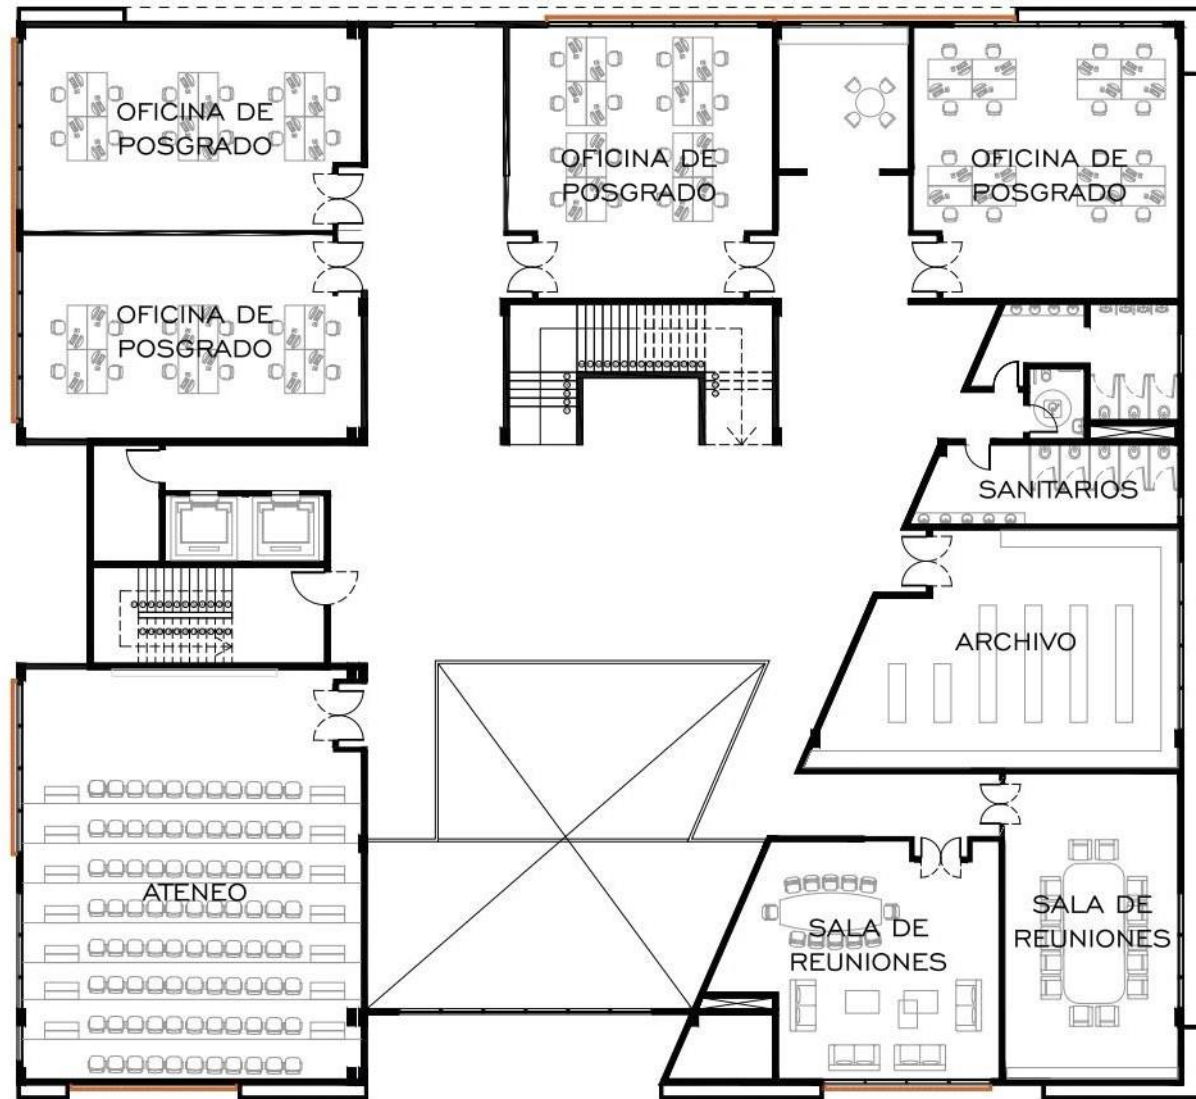 OFICINA DE
POSGRADO
OFICINA DE
POSGRADO
OFICINA DE
POSGRADO
OFICINA DE
POSGRADO
SANITARIOS
ARCHIVO
ATENEO
SALA DE
REUNIONES
SALA DE
REUNIONES